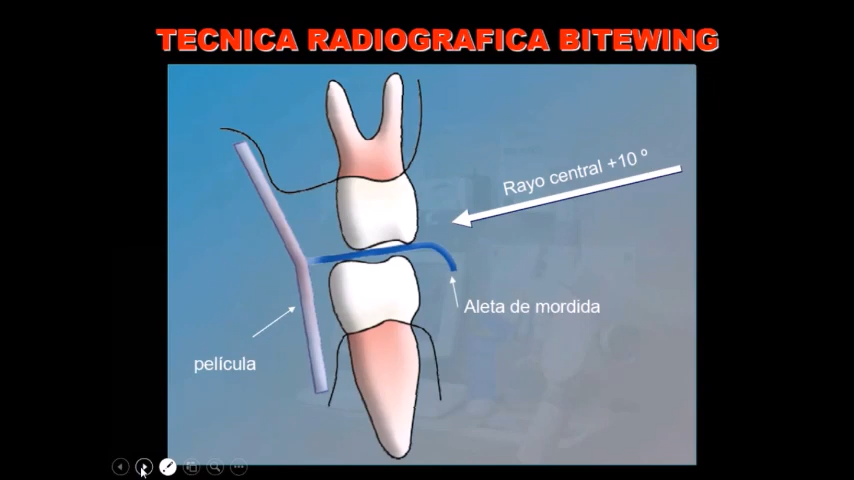 TECNICA RADIOGRAFICA BITEWING
Rayo central +10 º
Aleta de mordida
película